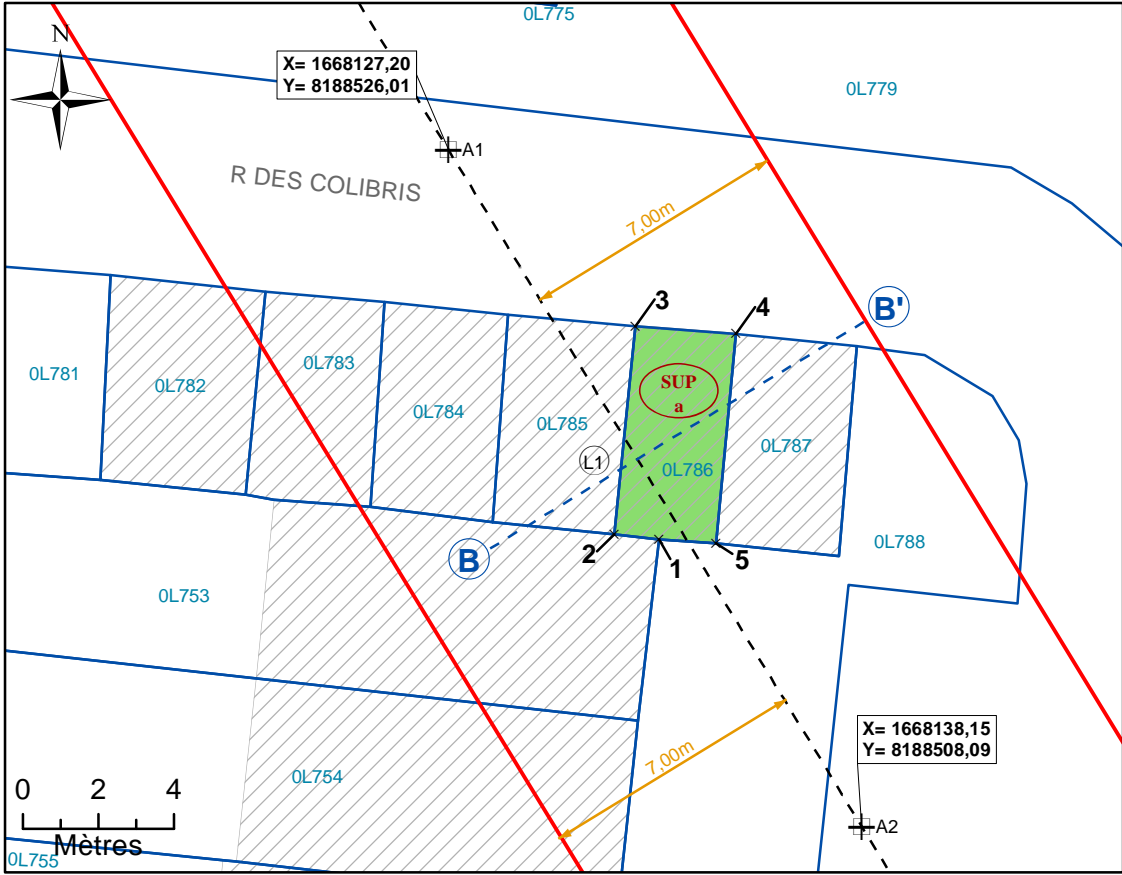 0L775
N
X= 1668127,20
Y= 8188526,01
0L779
A1
R DES COLIBRIS
7,00m
3
4
B'
0L781
0L782
0L783
0L784
0L785
SUP
a
L1
0L786
0L787
B
2
1
5
0L788
0L753
7,00m
X= 1668138,15
Y= 8188508,09
0L754
0 2 4
Mètres
A2
0L755